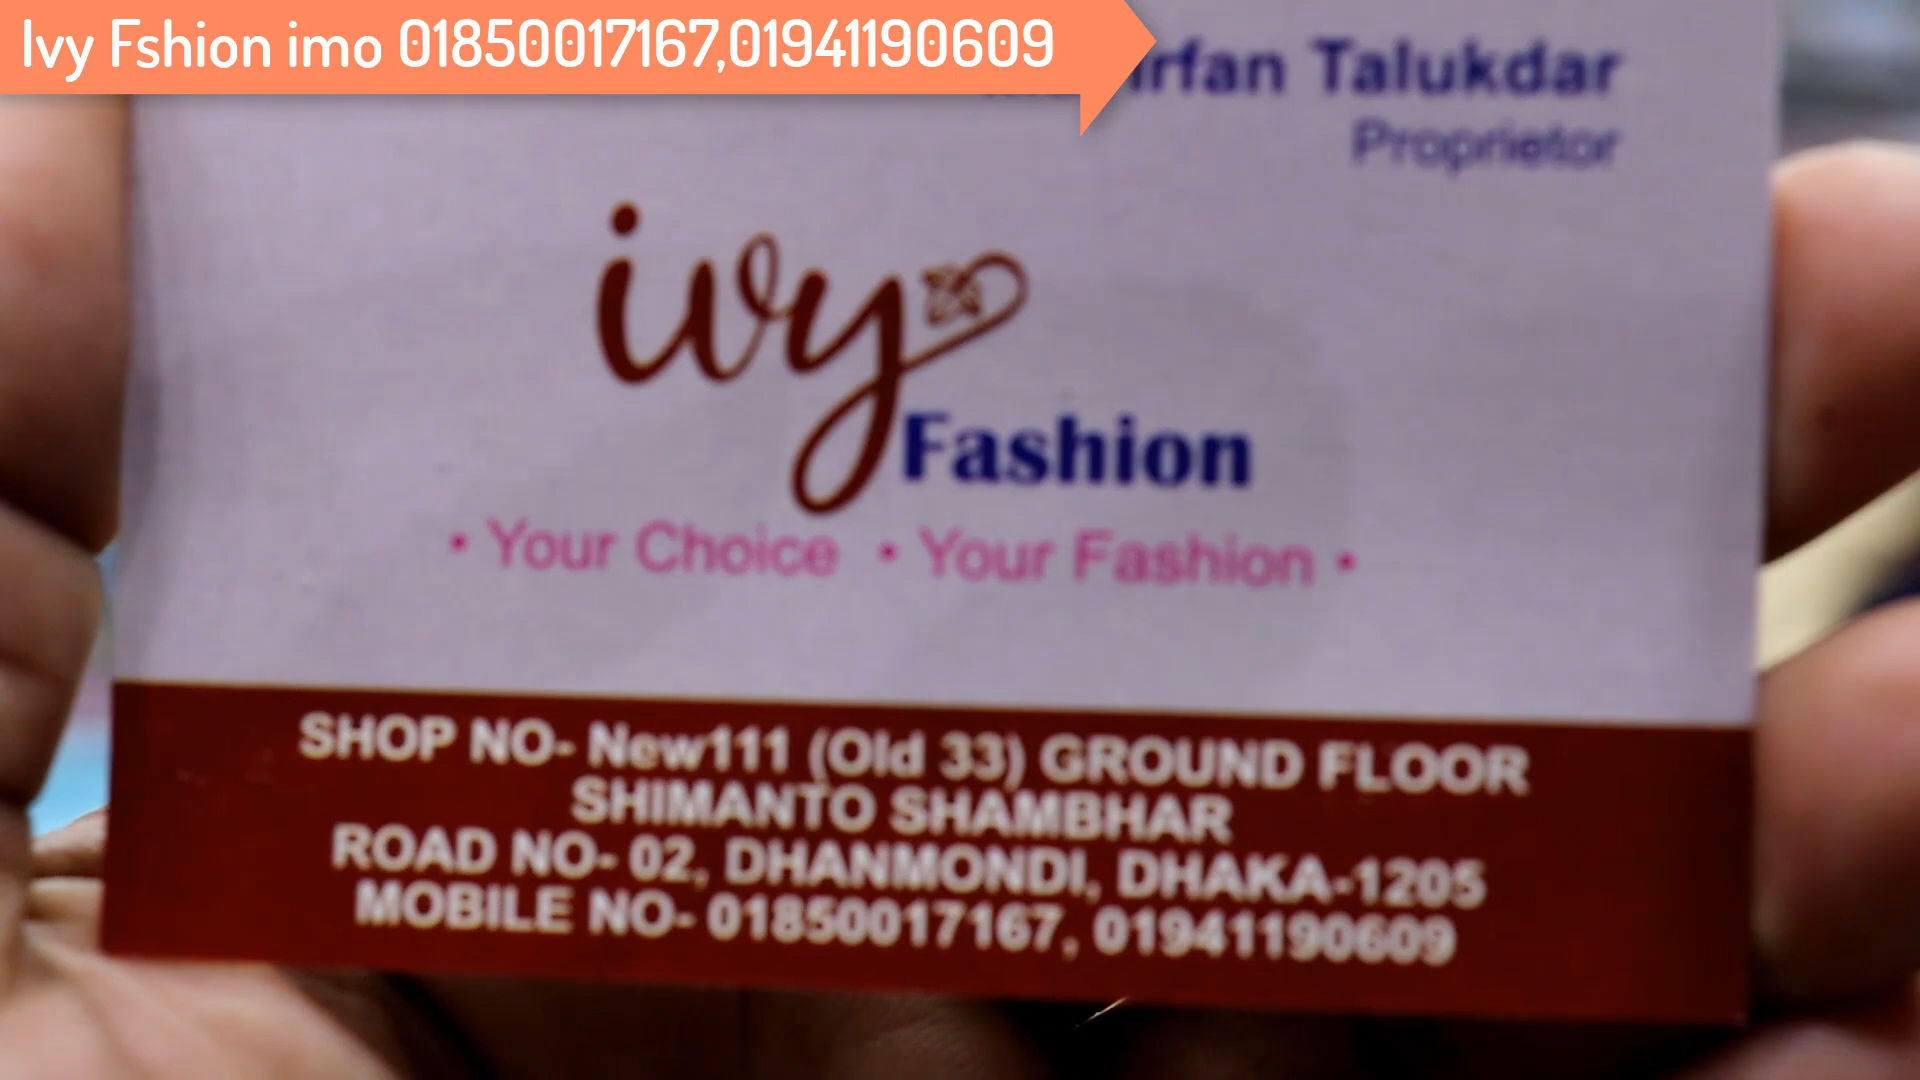 Ivy Fshion imo 01850017167,01941190609
Irfan Talukdar
Proprietor
ivy
Fashion
• Your Choice • Your Fashion •
SHOP NO- New111 (Old 33) GROUND FLOOR
SHIMANTO SHAMBHAR
ROAD NO- 02, DHANMONDI, DHAKA-1205
MOBILE NO- 01850017167, 01941190609